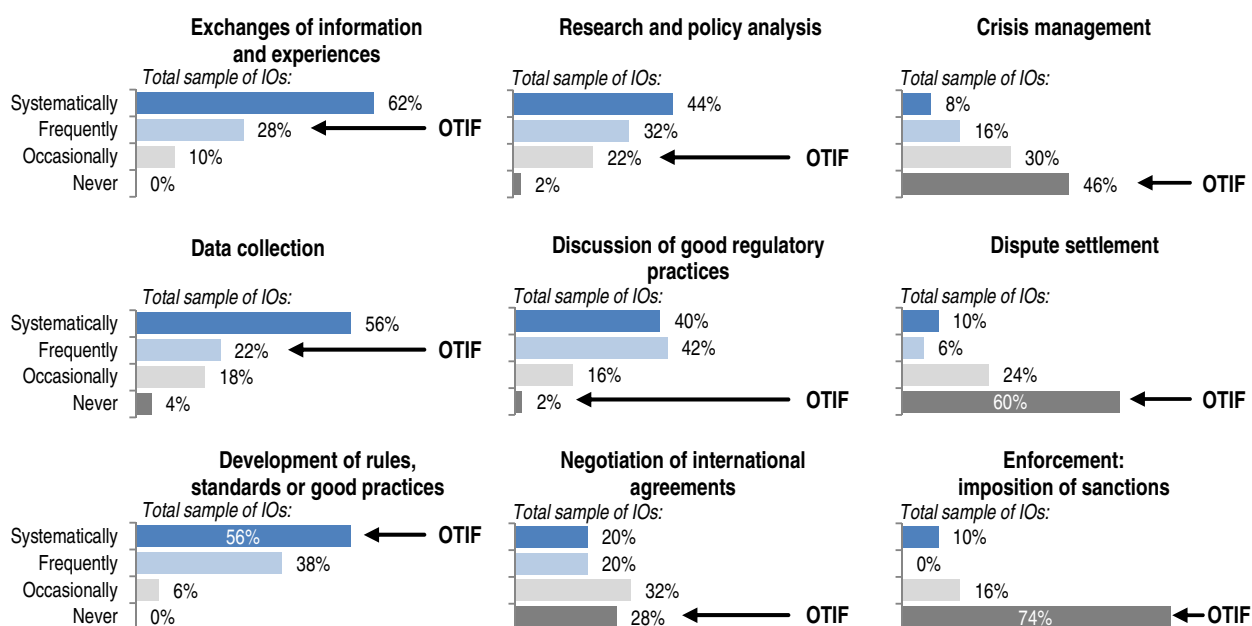 Exchanges of information
and experiences
Total sample of IOs:
Systematically 62%
Frequently 28% OTIF
Occasionally 10%
Never 0%
Research and policy analysis
Total sample of IOs:
44%
32%
22% OTIF
2%
Crisis management
Total sample of IOs:
8%
16%
30%
46% OTIF
Data collection
Total sample of IOs:
Systematically 56%
Frequently 22% OTIF
Occasionally 18%
Never 4%
Discussion of good regulatory
practices
Total sample of IOs:
40%
42%
16%
2% OTIF
Dispute settlement
Total sample of IOs:
10%
6%
24%
60% OTIF
Development of rules,
standards or good practices
Total sample of IOs:
Systematically 56% OTIF
Frequently 38%
Occasionally 6%
Never 0%
Negotiation of international
agreements
Total sample of IOs:
20%
20%
32%
28% OTIF
Enforcement:
imposition of sanctions
Total sample of IOs:
10%
0%
16%
74% OTIF